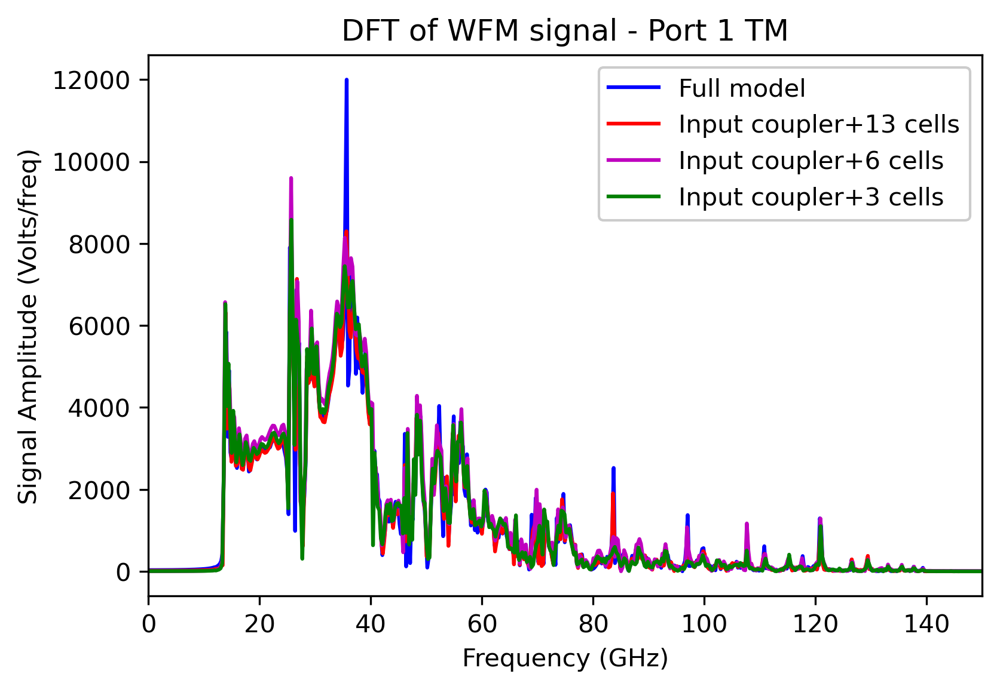 DFT of WFM signal - Port 1 TM
Full model
Input coupler+13 cells
Input coupler+6 cells
Input coupler+3 cells
Signal Amplitude (Volts/freq)
12000
10000
8000
6000
4000
2000
0
0 20 40 60 80 100 120 140
Frequency (GHz)